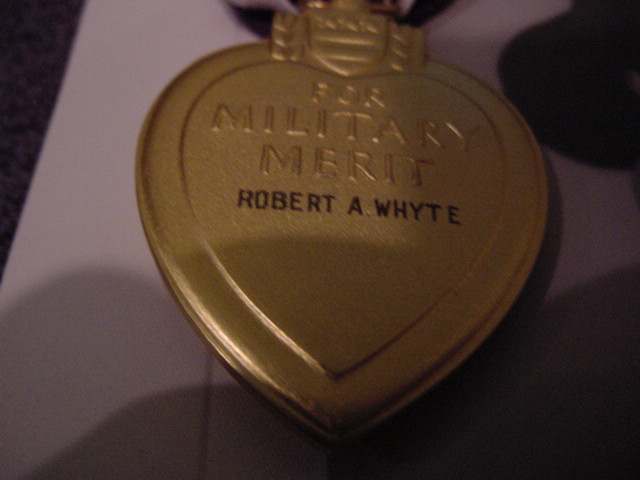 FOR
MILITARY
MERIT
ROBERT A. WHYTE